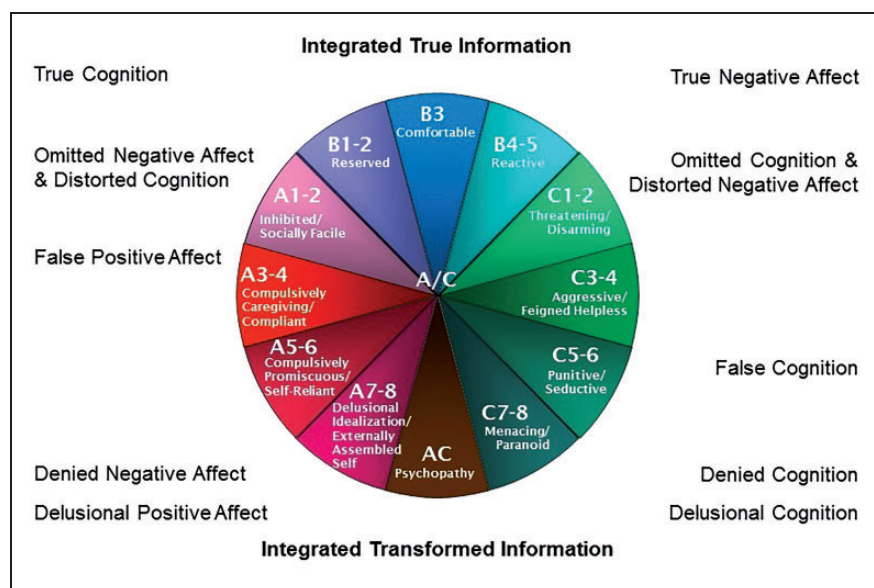 Integrated True Information
True Cognition
True Negative Affect
B3
Comfortable
B1-2
Reserved
B4-5
Reactive
Omitted Negative Affect
& Distorted Cognition
Omitted Cognition &
Distorted Negative Affect
A1-2
Inhibited/
Socially Facile
C1-2
Threatening/
Disarming
False Positive Affect
A3-4
Compulsively
Caregiving/
Compliant
A/C
C3-4
Aggressive/
Feigned Helpless
A5-6
Compulsively
Promiscuous/
Self-Reliant
C5-6
Punitive/
Seductive
False Cognition
A7-8
Delusional
Idealization/
Externally
Assembled
Self
C7-8
Menacing/
Paranoid
AC
Psychopathy
Denied Negative Affect
Denied Cognition
Delusional Positive Affect
Delusional Cognition
Integrated Transformed Information